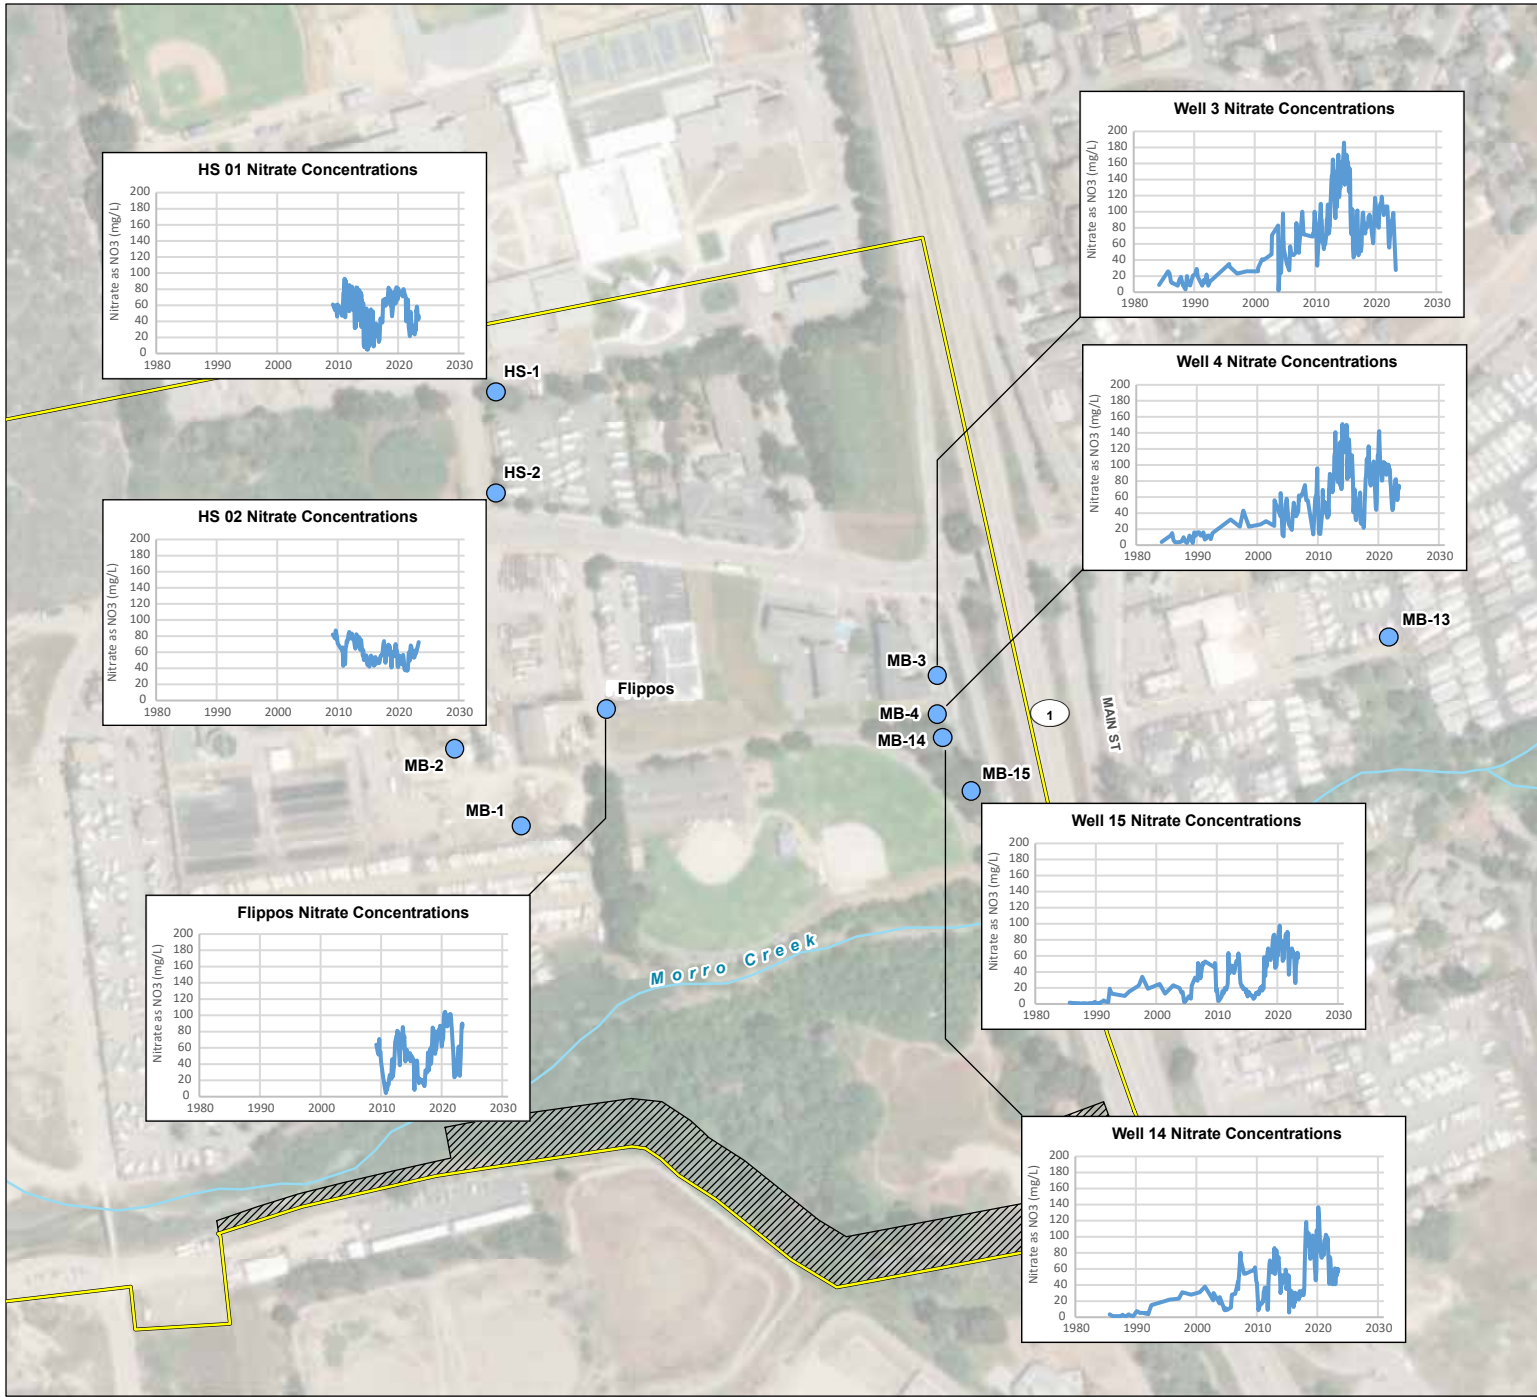 HS 01 Nitrate Concentrations
Nitrate as NO3 (mg/L)
200
180
160
140
120
100
80
60
40
20
0
1980 1990 2000 2010 2020 2030
Well 3 Nitrate Concentrations
Nitrate as NO3 (mg/L)
200
180
160
140
120
100
80
60
40
20
0
1980 1990 2000 2010 2020 2030
HS-1
HS-2
Well 4 Nitrate Concentrations
Nitrate as NO3 (mg/L)
200
180
160
140
120
100
80
60
40
20
0
1980 1990 2000 2010 2020 2030
HS 02 Nitrate Concentrations
Nitrate as NO3 (mg/L)
200
180
160
140
120
100
80
60
40
20
0
1980 1990 2000 2010 2020 2030
MB-13
MB-3
Flippos
MB-4
1
MAIN ST
MB-14
MB-2
MB-15
MB-1
Well 15 Nitrate Concentrations
Nitrate as NO3 (mg/L)
200
180
160
140
120
100
80
60
40
20
0
1980 1990 2000 2010 2020 2030
Flippos Nitrate Concentrations
Nitrate as NO3 (mg/L)
200
180
160
140
120
100
80
60
40
20
0
1980 1990 2000 2010 2020 2030
Morro Creek
Well 14 Nitrate Concentrations
Nitrate as NO3 (mg/L)
200
180
160
140
120
100
80
60
40
20
0
1980 1990 2000 2010 2020 2030